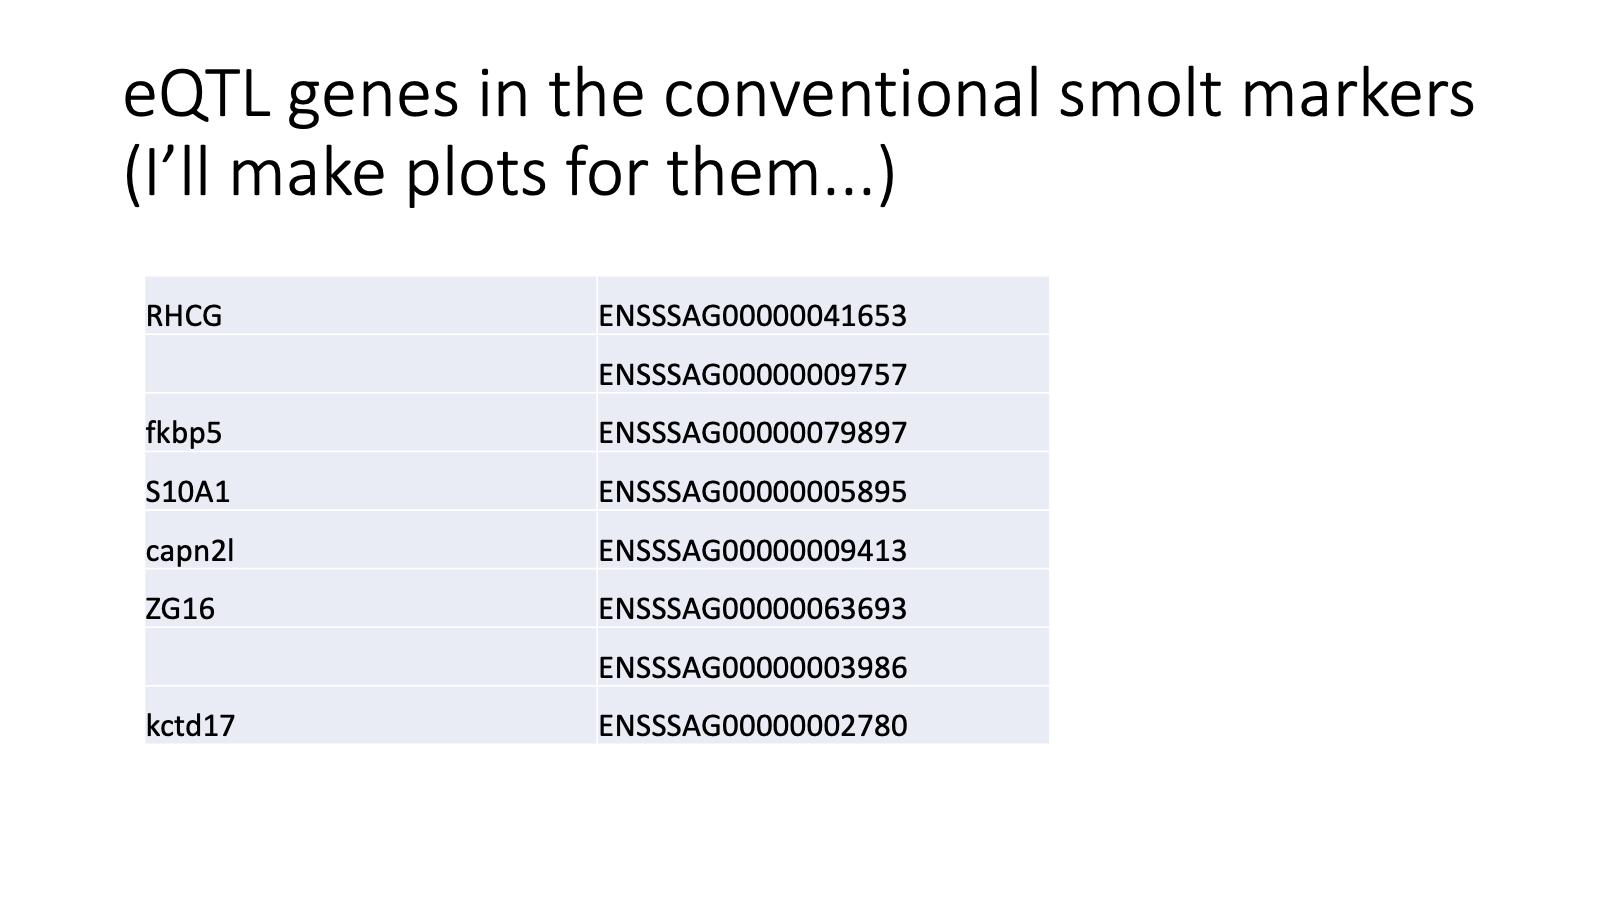 eQTL genes in the conventional smolt markers
(I’ll make plots for them...)
RHCG ENSSSAG00000041653
ENSSSAG00000009757
fkbp5 ENSSSAG00000079897
S10A1 ENSSSAG00000005895
capn2l ENSSSAG00000009413
ZG16 ENSSSAG00000063693
ENSSSAG00000003986
kctd17 ENSSSAG00000002780